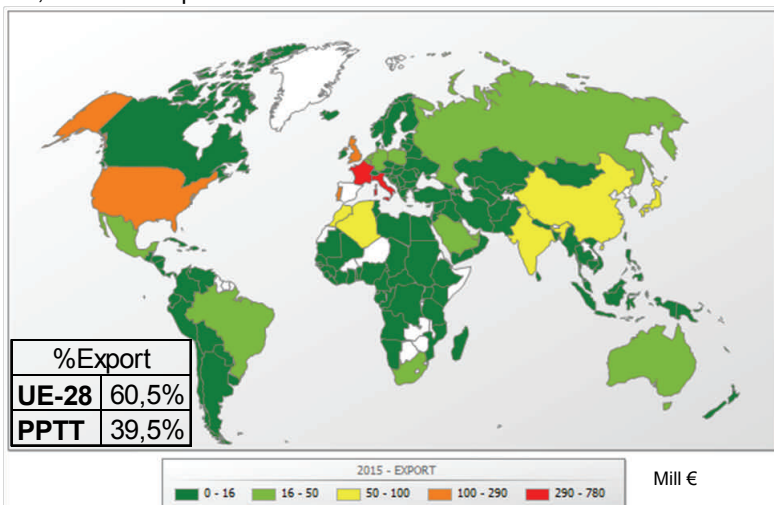 %Export
UE-28 60,5%
PPTT 39,5%
2015 - EXPORT
0 - 16 16 - 50 50 - 100 100 - 290 290 - 780
Mill €